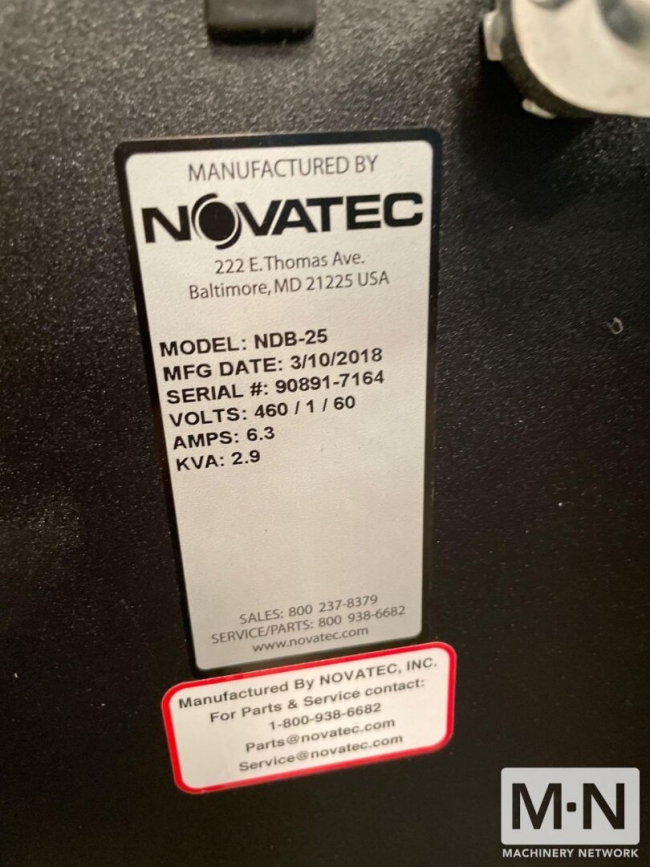 MANUFACTURED BY
NOVATEC
222 E. Thomas Ave.
Baltimore, MD 21225 USA
MODEL: NDB-25
MFG DATE: 3/10/2018
SERIAL #: 90891-7164
VOLTS: 460 / 1 / 60
AMPS: 6.3
KVA: 2.9
SALES: 800 237-8379
SERVICE/PARTS: 800 938-6682
www.novatec.com
Manufactured By NOVATEC, INC.
For Parts & Service contact:
1-800-938-6682
Parts@novatec.com
Service@novatec.com
M·N
MACHINERY NETWORK